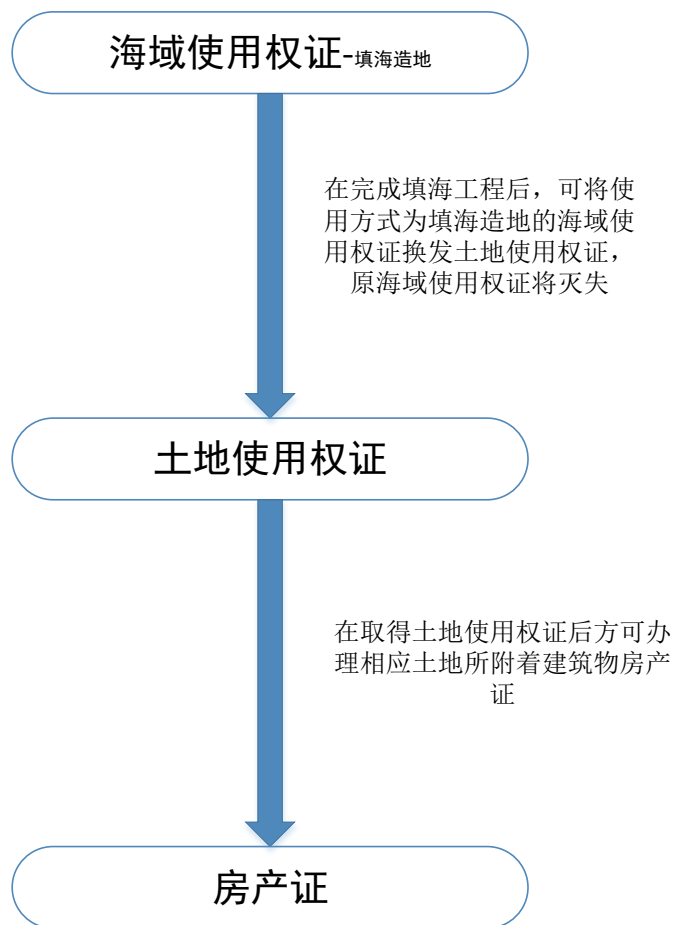 海域使用权证-填海造地
在完成填海工程后，可将使
用方式为填海造地的海域使
用权证换发土地使用权证，
原海域使用权证将灭失
土地使用权证
在取得土地使用权证后方可办
理相应土地所附着建筑物房产
证
房产证